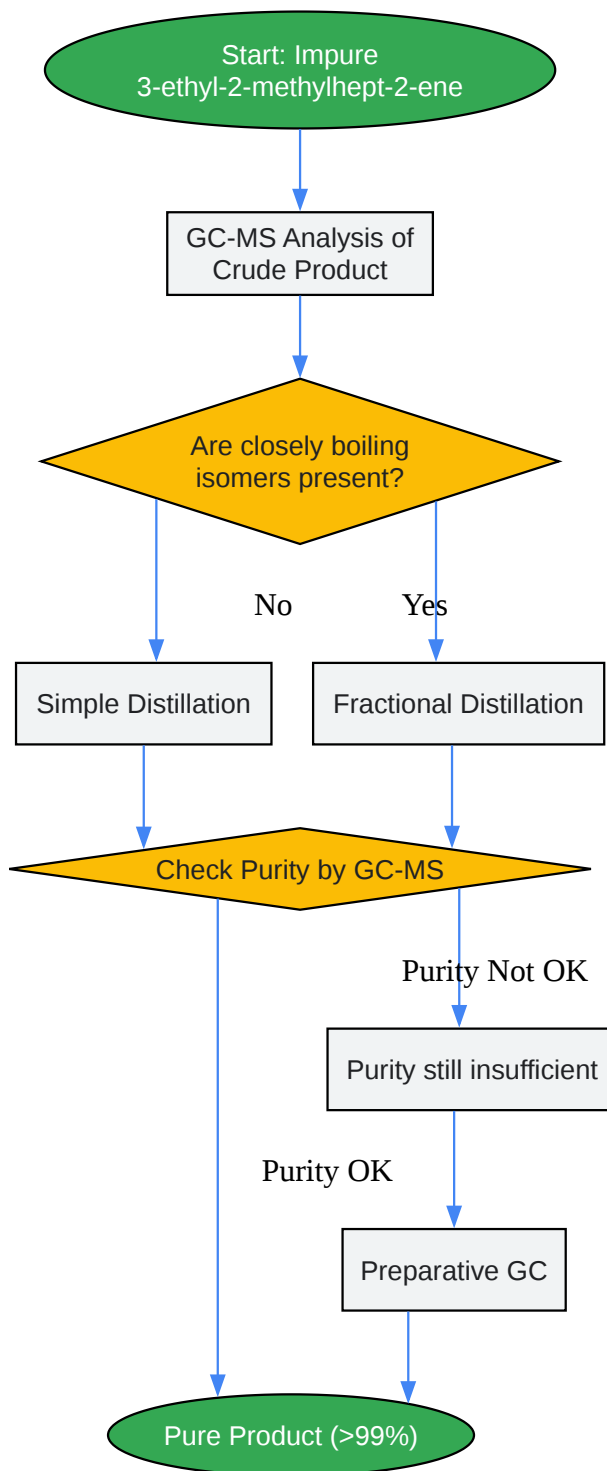 Start: Impure
3-ethyl-2-methylhept-2-ene
GC-MS Analysis of
Crude Product
Are closely boiling
isomers present?
No
Yes
Simple Distillation
Fractional Distillation
Check Purity by GC-MS
Purity Not OK
Purity still insufficient
Purity OK
Preparative GC
Pure Product (>99%)